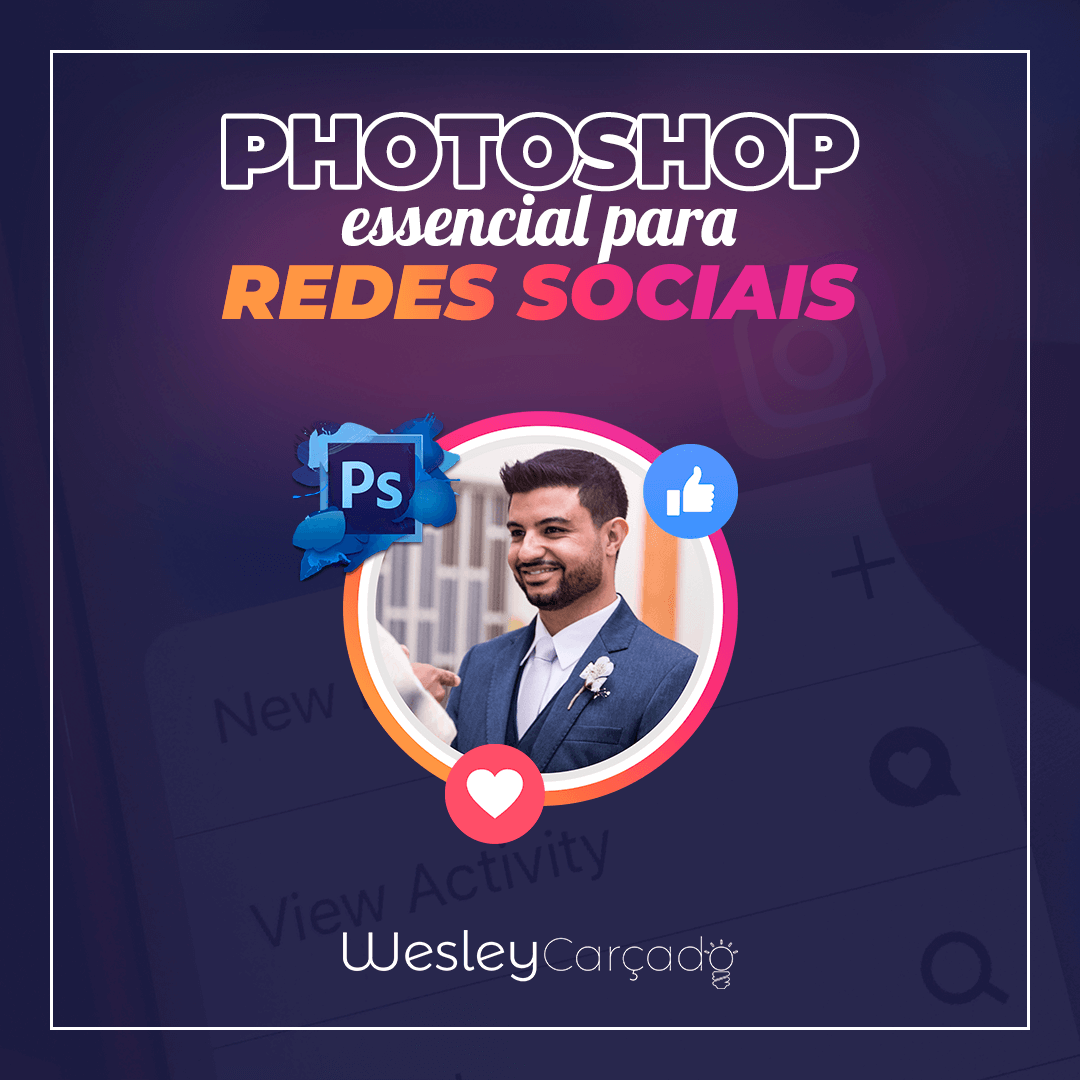 PHOTOSHOP
essencial para
REDES SOCIAIS
Ps
New
View Activity
WesleyCarçado